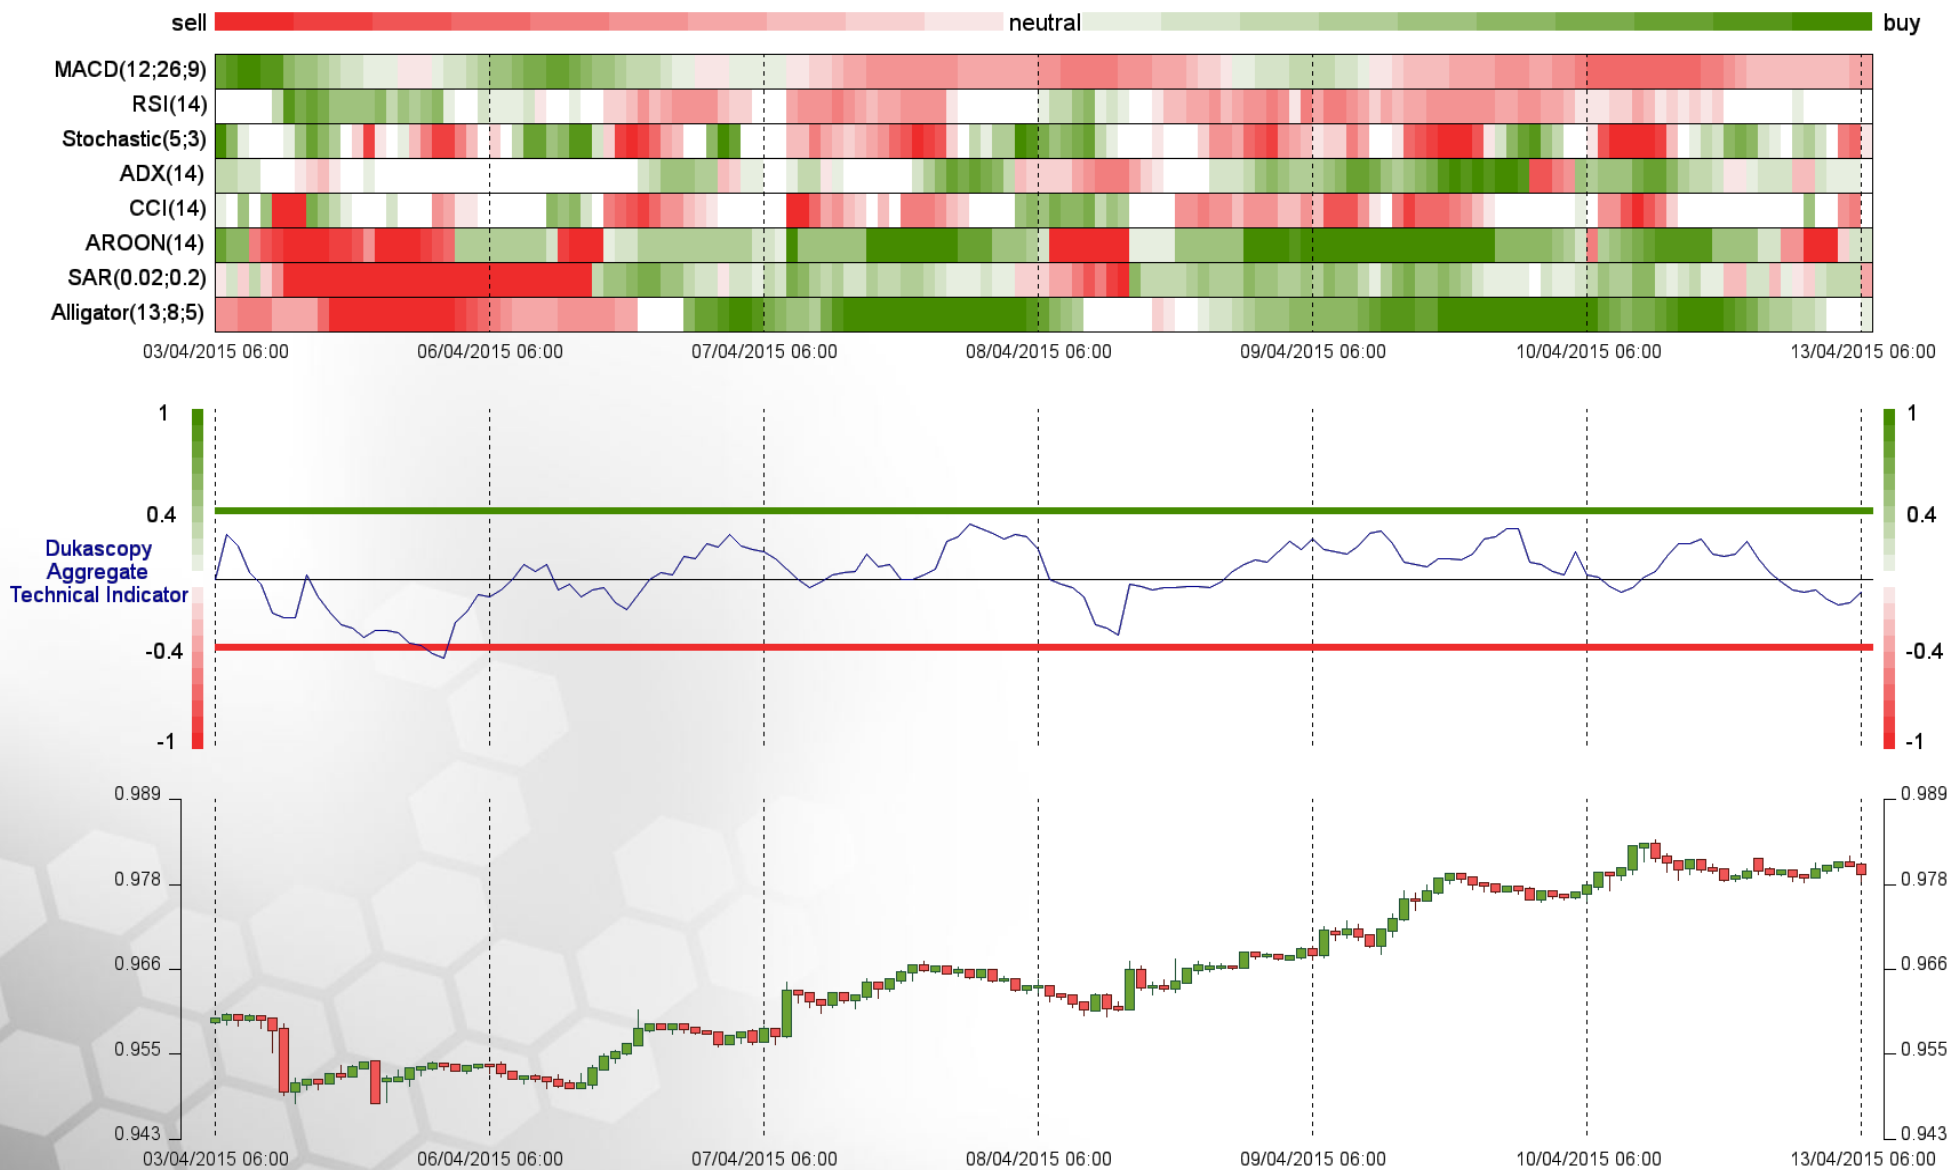 sell neutral buy
MACD(12;26;9)
RSI(14)
Stochastic(5;3)
ADX(14)
CCI(14)
AROON(14)
SAR(0.02;0.2)
Alligator(13;8;5)
03/04/2015 06:00 06/04/2015 06:00 07/04/2015 06:00 08/04/2015 06:00 09/04/2015 06:00 10/04/2015 06:00 13/04/2015 06:00
1 1
0.4 0.4
Dukascopy
Aggregate
Technical Indicator
-0.4 -0.4
-1 -1
0.989 0.989
0.978 0.978
0.966 0.966
0.955 0.955
0.943 0.943
03/04/2015 06:00 06/04/2015 06:00 07/04/2015 06:00 08/04/2015 06:00 09/04/2015 06:00 10/04/2015 06:00 13/04/2015 06:00